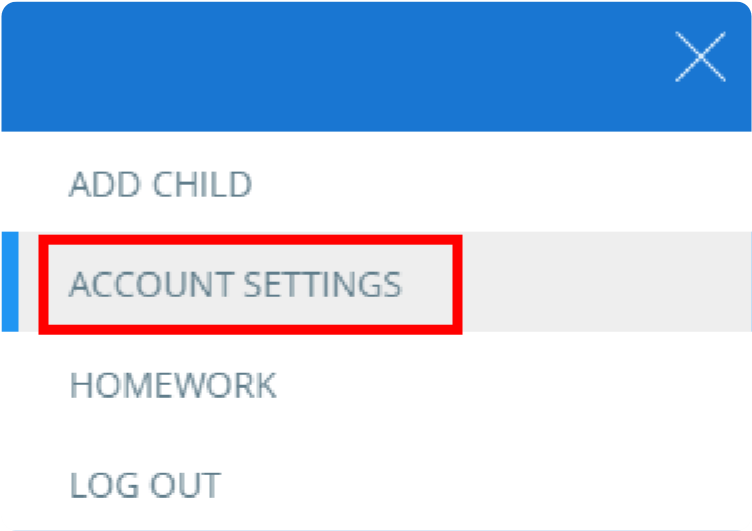 ADD CHILD
ACCOUNT SETTINGS
HOMEWORK
LOG OUT